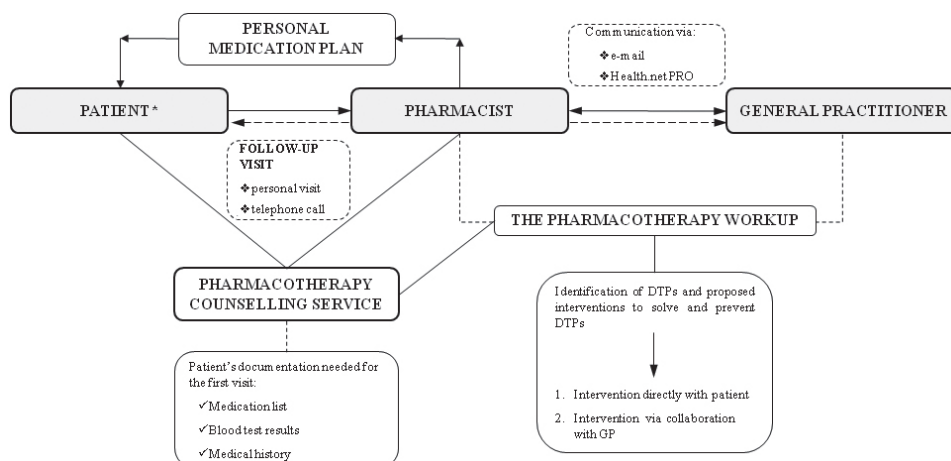 PERSONAL
MEDICATION PLAN
Communication via:
❖e-mail
❖Health.net PRO
PATIENT*
PHARMACIST
GENERAL PRACTITIONER
FOLLOW-UP
VISIT
❖personal visit
❖telephone call
THE PHARMACOTHERAPY WORKUP
PHARMACOTHERAPY
COUNSELLING SERVICE
Identification of DTPs and proposed
interventions to solve and prevent
DTPs
1. Intervention directly with patient
2. Intervention via collaboration
with GP
Patient's documentation needed for
the first visit:
✓Medication list
✓Blood test results
✓Medical history